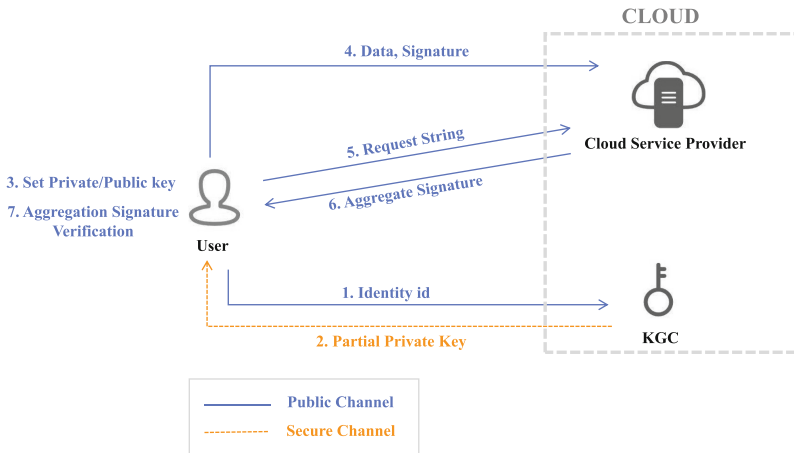 CLOUD
4. Data, Signature
Cloud Service Provider
5. Request String
6. Aggregate Signature
3. Set Private/Public key
7. Aggregation Signature
Verification
User
1. Identity id
2. Partial Private Key
KGC
Public Channel
Secure Channel